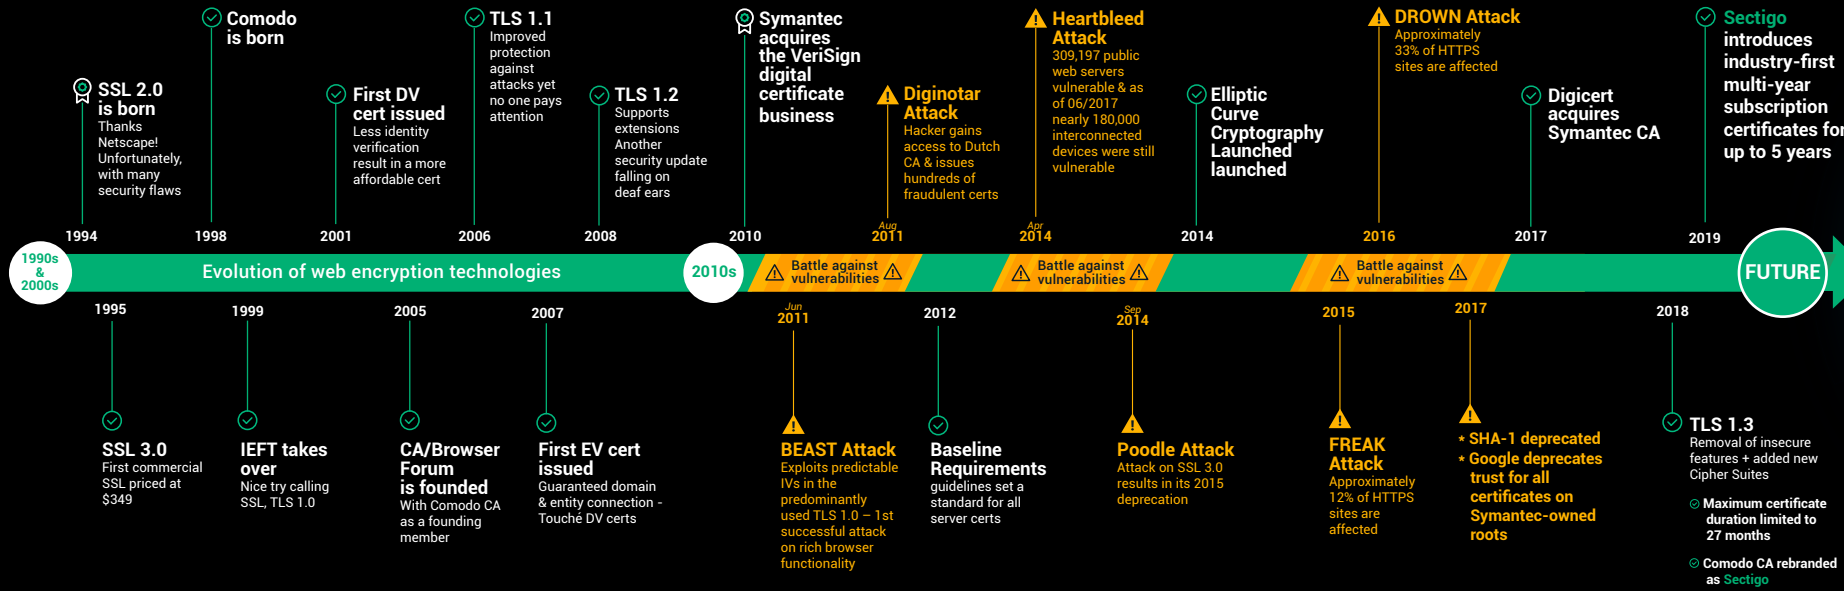 SSL 2.0
is born
Thanks
Netscape!
Unfortunately,
with many
security flaws
1994
Comodo
is born
1998
First DV
cert issued
Less identity
verification
result in a more
affordable cert
2001
TLS 1.1
Improved
protection
against
attacks yet
no one pays
attention
2006
TLS 1.2
Supports
extensions
Another
security update
falling on
deaf ears
2008
Symantec
acquires
the VeriSign
digital
certificate
business
2010
Diginotar
Attack
Hacker gains
access to Dutch
CA & issues
hundreds of
fraudulent certs
Aug
2011
Heartbleed
Attack
309,197 public
web servers
vulnerable & as
of 06/2017
nearly 180,000
interconnected
devices were still
vulnerable
Apr
2014
Elliptic
Curve
Cryptography
Launched
launched
2014
DROWN Attack
Approximately
33% of HTTPS
sites are affected
2016
Digicert
acquires
Symantec CA
2017
Sectigo
introduces
industry-first
multi-year
subscription
certificates for
up to 5 years
2019
1990s
&
2000s
Evolution of web encryption technologies
2010s
Battle against
vulnerabilities
Battle against
vulnerabilities
Battle against
vulnerabilities
FUTURE
1995
SSL 3.0
First commercial
SSL priced at
$349
1999
IEFT takes
over
Nice try calling
SSL, TLS 1.0
2005
CA/Browser
Forum
is founded
With Comodo CA
as a founding
member
2007
First EV cert
issued
Guaranteed domain
& entity connection -
Touché DV certs
Jun
2011
BEAST Attack
Exploits predictable
IVs in the
predominantly
used TLS 1.0 – 1st
successful attack
on rich browser
functionality
2012
Baseline
Requirements
guidelines set a
standard for all
server certs
Sep
2014
Poodle Attack
Attack on SSL 3.0
results in its 2015
deprecation
2015
FREAK
Attack
Approximately
12% of HTTPS
sites are
affected
2017
* SHA-1 deprecated
* Google deprecates
trust for all
certificates on
Symantec-owned
roots
2018
TLS 1.3
Removal of insecure
features + added new
Cipher Suites
Maximum certificate
duration limited to
27 months
Comodo CA rebranded
as Sectigo